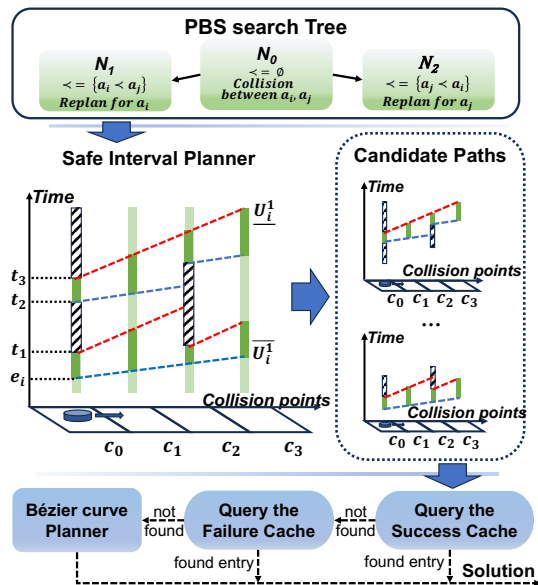 PBS search Tree
N₁
≺= {aᵢ ≺ aⱼ}
Replan for aᵢ
N₀
≺= ∅
Collision
between aᵢ, aⱼ
N₂
≺= {aⱼ ≺ aᵢ}
Replan for aⱼ
Safe Interval Planner
Time
t₃
t₂
t₁
eᵢ
Uᵢ¹
Uᵢ¹
Collision points
c₀ c₁ c₂ c₃
Candidate Paths
Time
Collision points
c₀ c₁ c₂ c₃
...
Time
Collision points
c₀ c₁ c₂ c₃
Bézier curve
Planner
not
found
Query the
Failure Cache
not
found
Query the
Success Cache
found entry
found entry
Solution